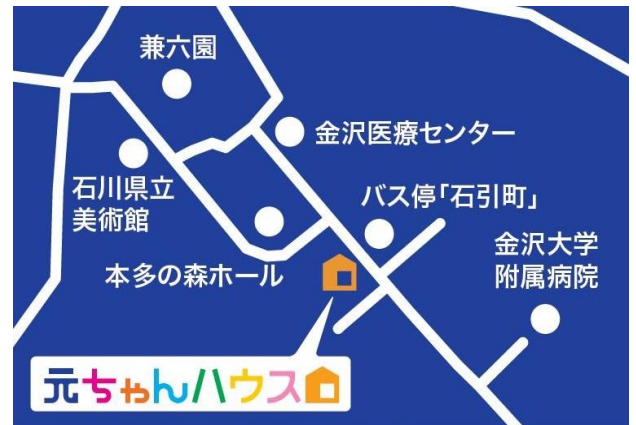 兼六園
金沢医療センター
石川県立
美術館
バス停「石引町」
本多の森ホール
金沢大学
附属病院
元ちゃんハウス